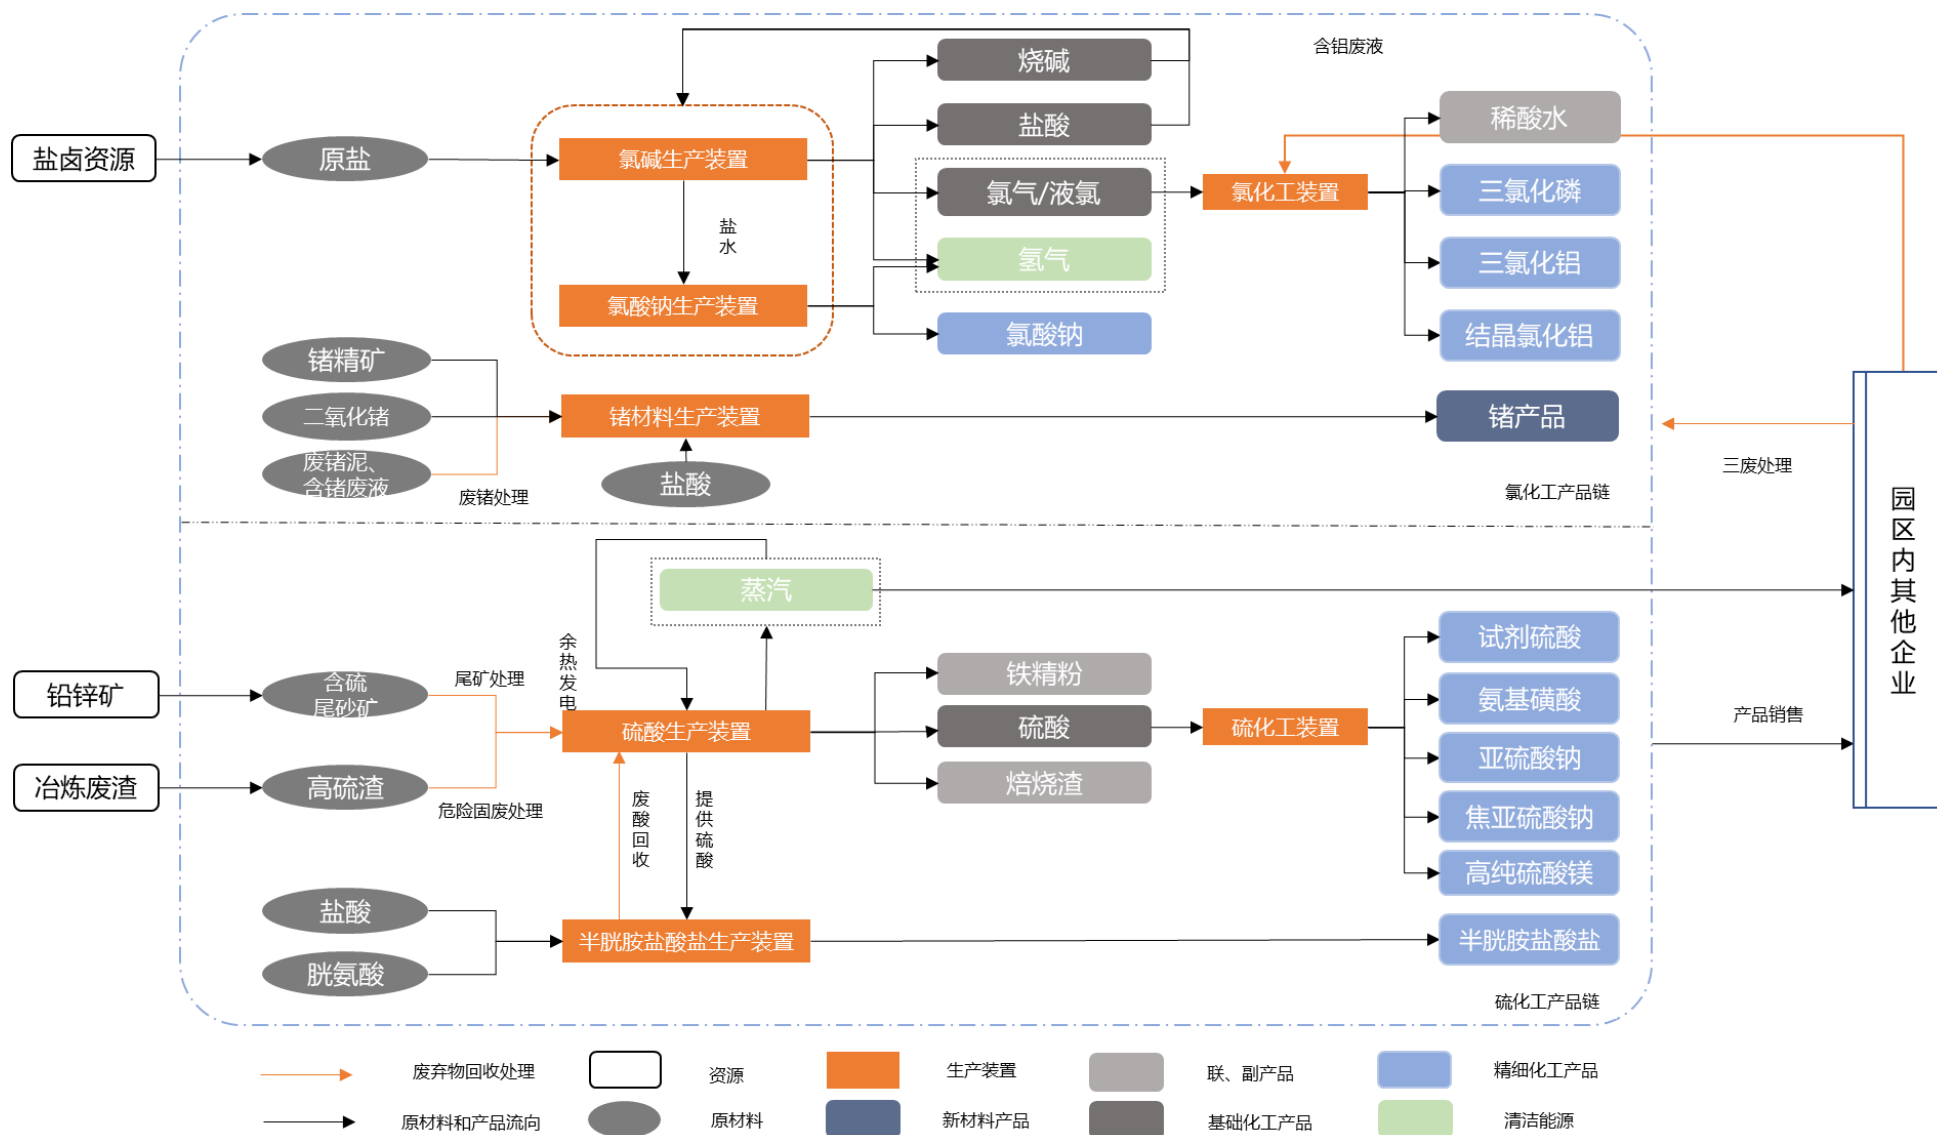 含铝废液
烧碱
盐酸
稀酸水
盐卤资源
原盐
氯碱生产装置
氯气/液氯
氯化工装置
三氯化磷
盐水
氢气
三氯化铝
氯酸钠生产装置
氯酸钠
结晶氯化铝
锗精矿
二氧化锗
锗材料生产装置
锗产品
废锗泥、
含锗废液
废锗处理
盐酸
氯化工产品链
三废处理
园区内其他企业
蒸汽
余热发电
试剂硫酸
铅锌矿
含硫
尾砂矿
尾矿处理
铁精粉
氨基磺酸
硫酸生产装置
硫酸
硫化工装置
产品销售
亚硫酸钠
冶炼废渣
高硫渣
危险固废处理
废酸回收
提供硫酸
焙烧渣
焦亚硫酸钠
高纯硫酸镁
盐酸
胱氨酸
半胱胺盐酸盐生产装置
半胱胺盐酸盐
硫化工产品链
废弃物回收处理
资源
生产装置
联、副产品
精细化工产品
原材料和产品流向
原材料
新材料产品
基础化工产品
清洁能源